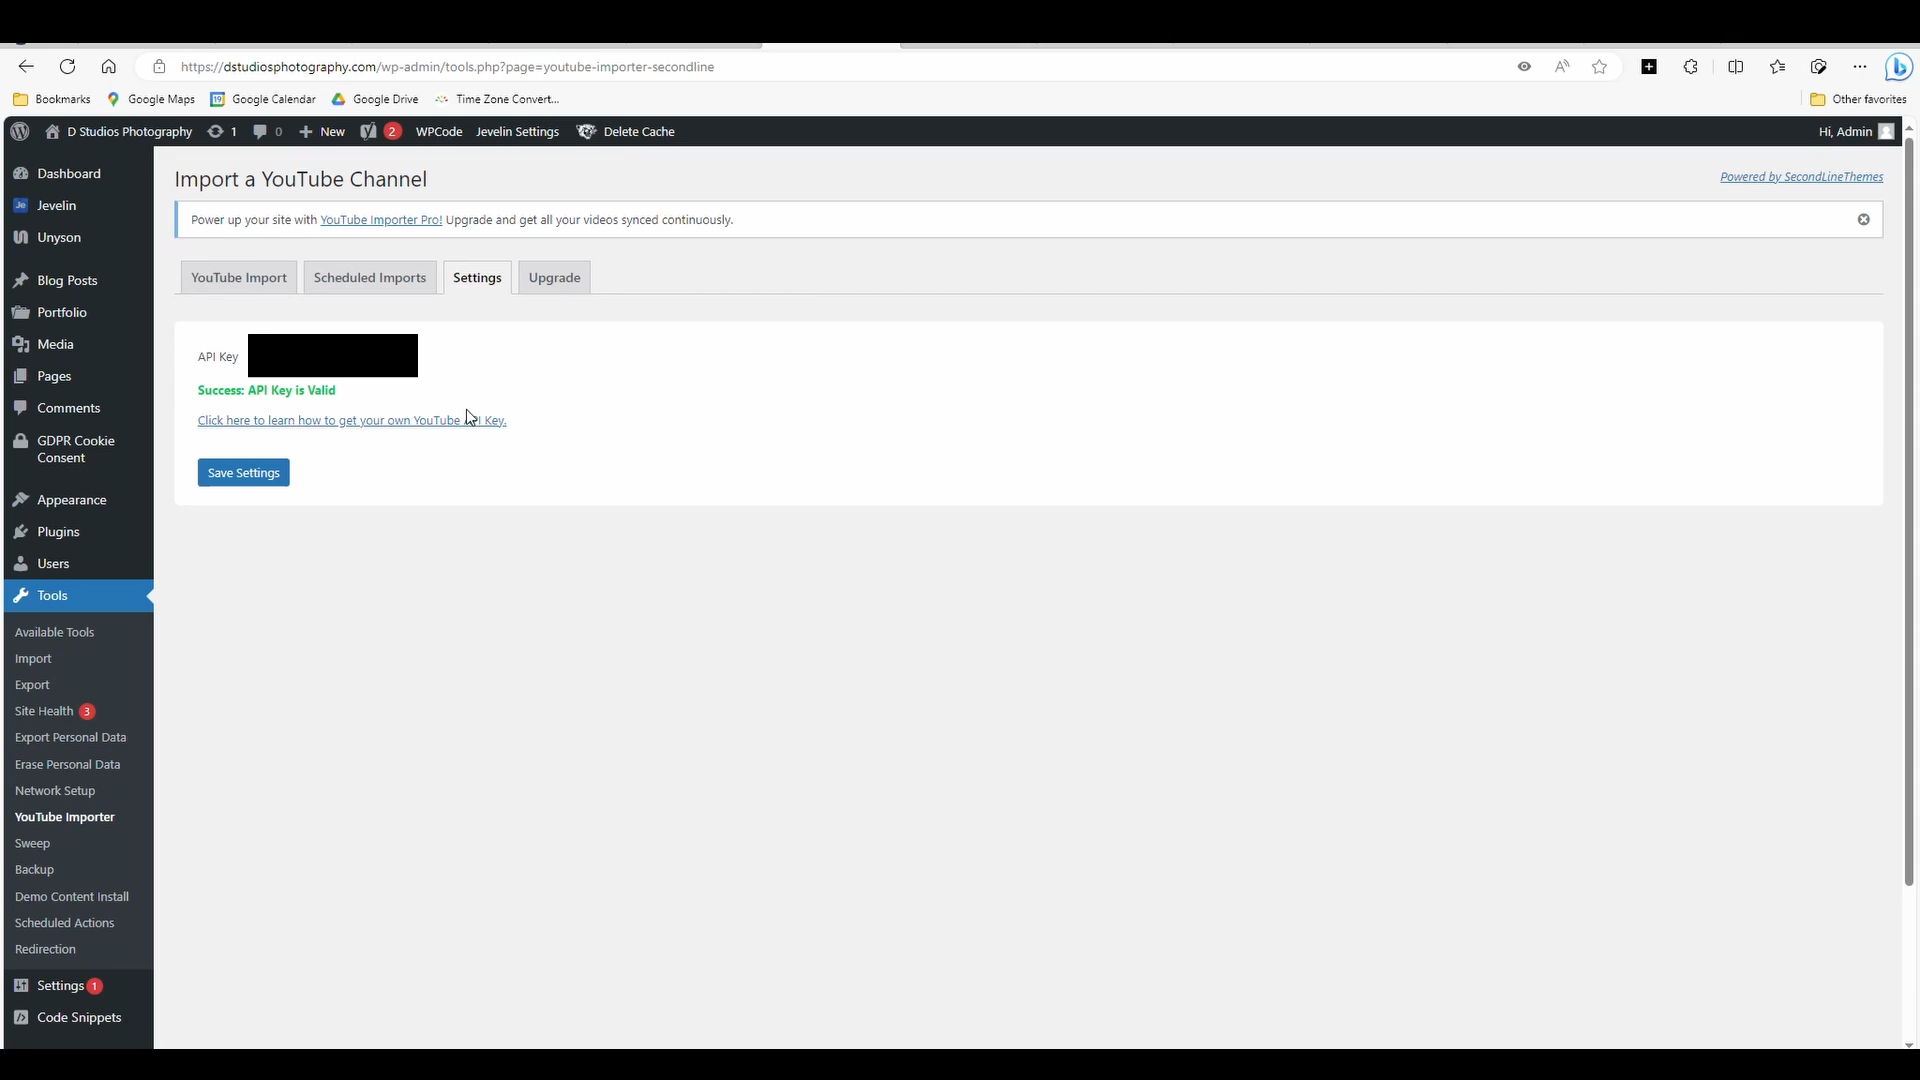 https://dstudiosphotography.com/wp-admin/tools.php?page=youtube-importer-secondline
Bookmarks Google Maps Google Calendar Google Drive Time Zone Convert... Other favorites
D Studios Photography 1 0 New 2 WPCode Jevelin Settings Delete Cache Hi, Admin
Dashboard
Jevelin
Unyson
Blog Posts
Portfolio
Media
Pages
Comments
GDPR Cookie
Consent
Appearance
Plugins
Users
Tools
Available Tools
Import
Export
Site Health 3
Export Personal Data
Erase Personal Data
Network Setup
YouTube Importer
Sweep
Backup
Demo Content Install
Scheduled Actions
Redirection
Settings 1
Code Snippets
Import a YouTube Channel
Powered by SecondLineThemes
Power up your site with YouTube Importer Pro! Upgrade and get all your videos synced continuously.
YouTube Import Scheduled Imports Settings Upgrade
API Key
Success: API Key is Valid
Click here to learn how to get your own YouTube API Key.
Save Settings